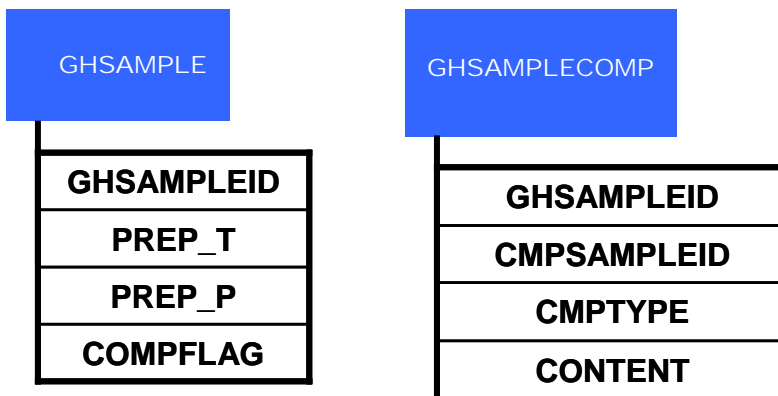 GHSAMPLE
GHSAMPLEID
PREP_T
PREP_P
COMPFLAG
GHSAMPLECOMP
GHSAMPLEID
CMPSAMPLEID
CMPTYPE
CONTENT